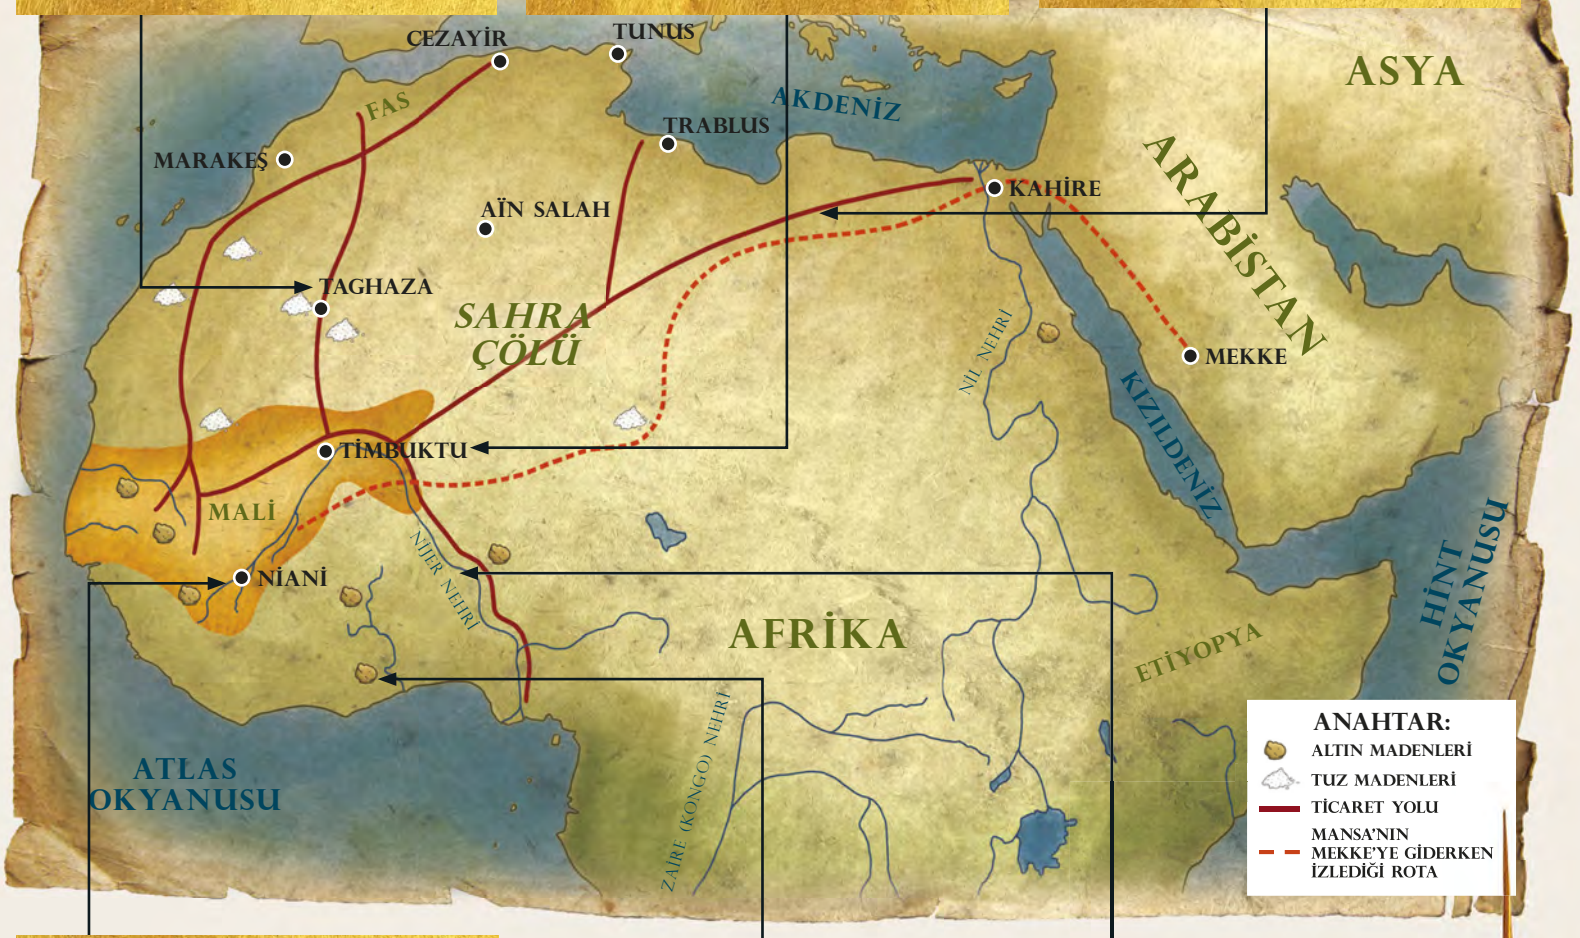 CEZAYİR
TUNUS
ASYA
FAS
AKDENİZ
TRABLUS
MARAKEŞ
ARABİSTAN
KAHİRE
AÏN SALAH
TAGHAZA
SAHRA
ÇÖLÜ
NİL NEHRİ
MEKKE
KIZILDENİZ
TİMBUKTU
MALİ
NİJER NEHRİ
NİANİ
HİNT
OKYANUSU
AFRİKA
ETİYOPYA
ZAİRE (KONGO) NEHRİ
ATLAS
OKYANUSU
ANAHTAR:
ALTIN MADENLERİ
TUZ MADENLERİ
TİCARET YOLU
MANSA'NIN
MEKKE'YE GİDERKEN
İZLEDİĞİ ROTA